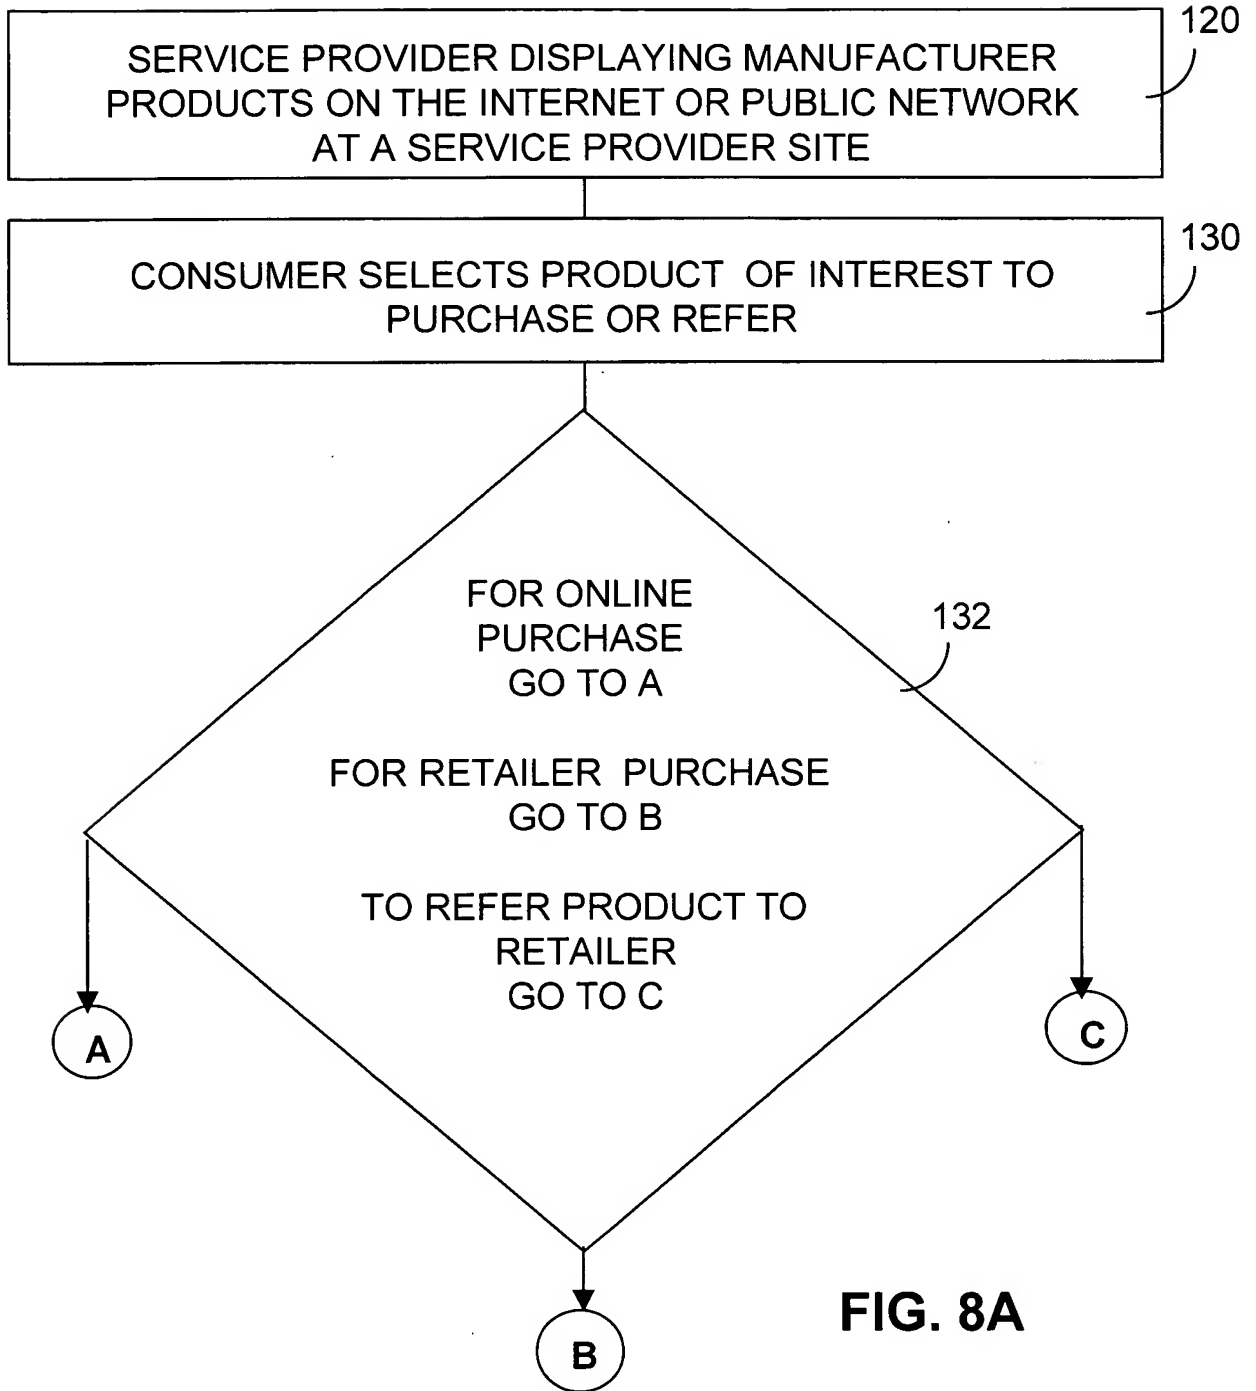 120
SERVICE PROVIDER DISPLAYING MANUFACTURER
PRODUCTS ON THE INTERNET OR PUBLIC NETWORK
AT A SERVICE PROVIDER SITE
130
CONSUMER SELECTS PRODUCT OF INTEREST TO
PURCHASE OR REFER
132
FOR ONLINE
PURCHASE
GO TO A
FOR RETAILER PURCHASE
GO TO B
TO REFER PRODUCT TO
RETAILER
GO TO C
A
C
B
FIG. 8A